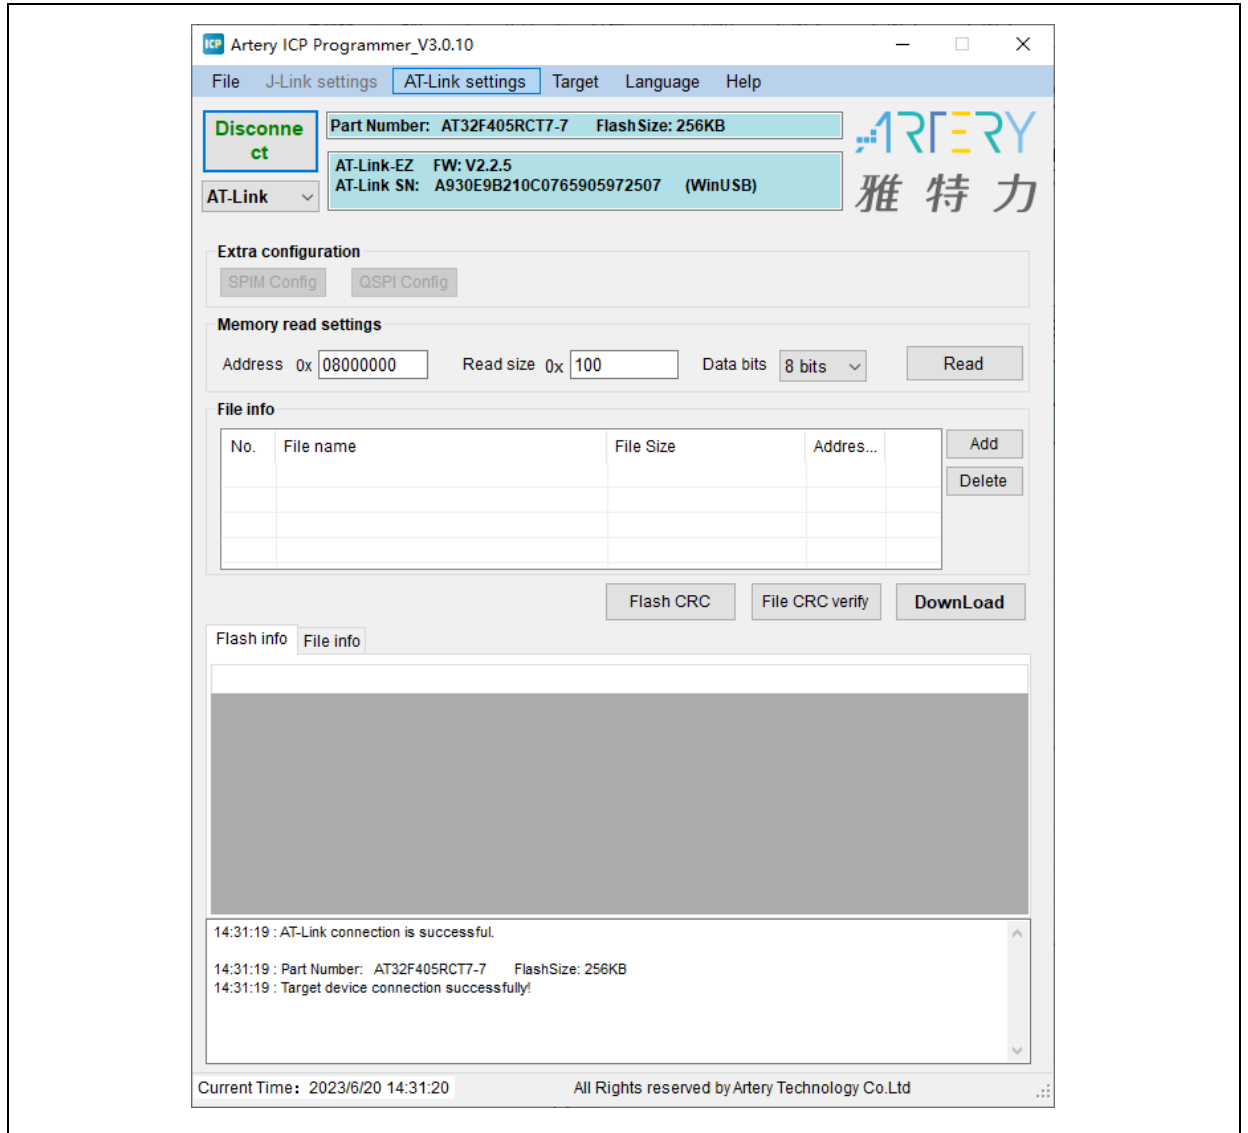 ICP Artery ICP Programmer_V3.0.10
File J-Link settings AT-Link settings Target Language Help
Disconne
ct
Part Number: AT32F405RCT7-7 FlashSize: 256KB
AT-Link-EZ FW: V2.2.5
AT-Link SN: A930E9B210C0765905972507 (WinUSB)
AT-Link
ARTERY
雅特力
Extra configuration
SPIM Config QSPI Config
Memory read settings
Address 0x 08000000 Read size 0x 100 Data bits 8 bits Read
File info
No. File name File Size Addres... Add
Delete
Flash CRC File CRC verify DownLoad
Flash info File info
14:31:19 : AT-Link connection is successful.
14:31:19 : Part Number: AT32F405RCT7-7 FlashSize: 256KB
14:31:19 : Target device connection successfully!
Current Time：2023/6/20 14:31:20 All Rights reserved by Artery Technology Co.Ltd